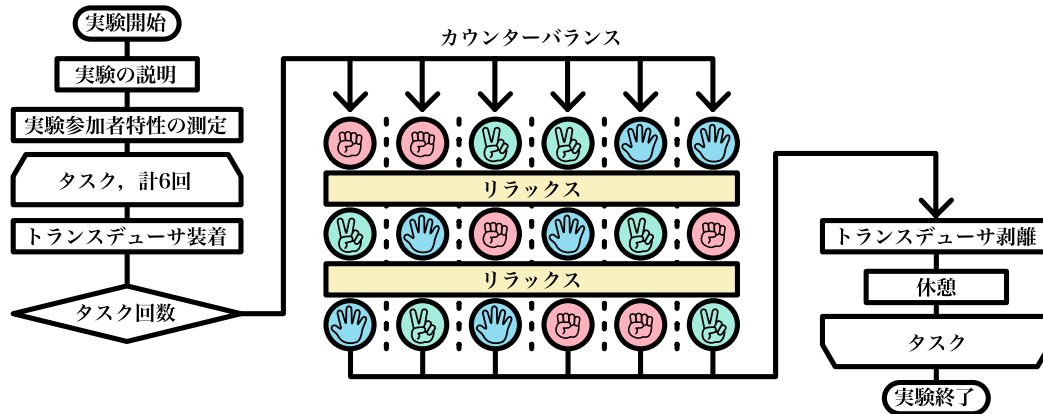 実験開始
実験の説明
実験参加者特性の測定
タスク，計6回
トランスデューサ装着
タスク回数
カウンターバランス
リラックス
リラックス
トランスデューサ剥離
休憩
タスク
実験終了